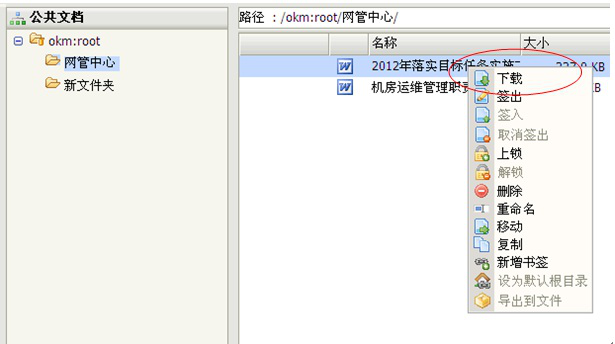 公共文档
路径 ：/okm:root/网管中心/
okm:root
网管中心
新文件夹
名称 大小
2012年落实目标任务实施 KB
机房运维管理职 KB
下载
签出
签入
取消签出
上锁
解锁
删除
重命名
移动
复制
新增书签
设为默认根目录
导出到文件